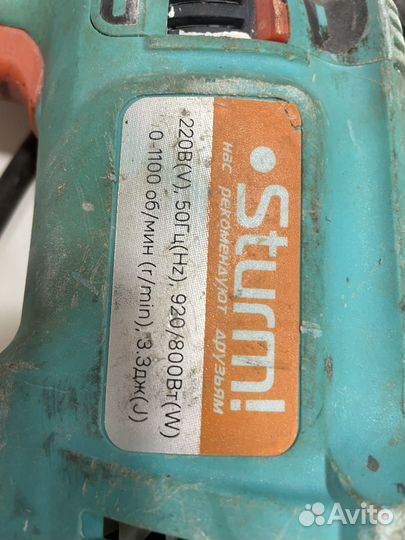 •Sturm!
нас рекомендуют друзьям
220В(V), 50Гц(Hz), 920/800Вт(W)
0-1100 об/мин (r/min), 3.3дж(J)
Avito